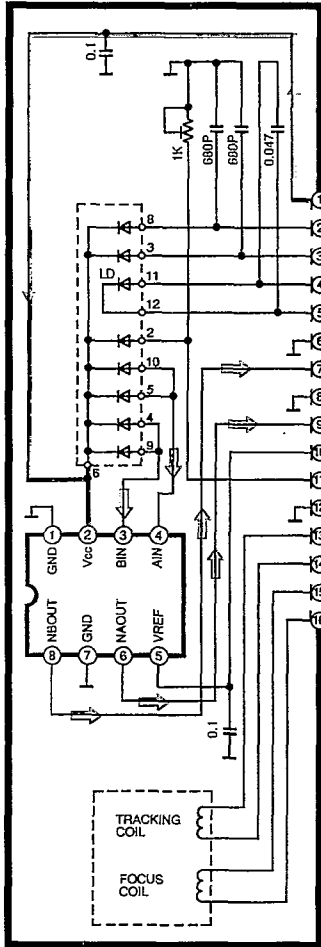 0.1
1K
680P
680P
0.047
1
2
3
4
5
6
7
8
9
10
11
12
13
14
15
16
8
3
LD
11
12
2
10
5
4
9
6
1
2
3
4
GND
Vcc
BIN
AIN
NBOUT
GND
NAOUT
VREF
8
7
6
5
0.1
TRACKING
COIL
FOCUS
COIL